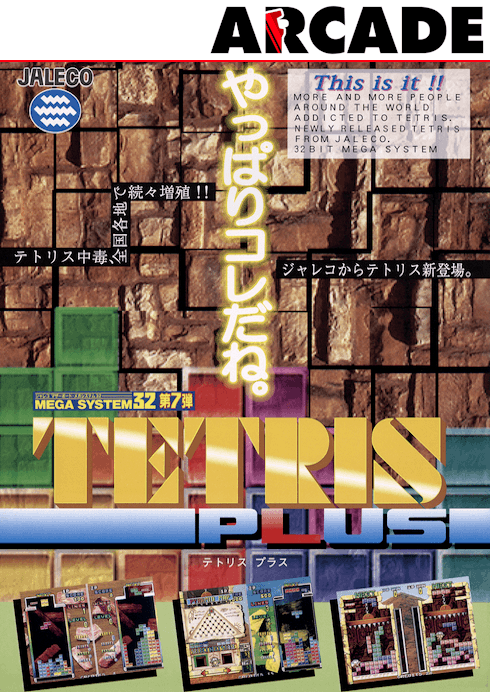 ARCADE
JALECO
This is it !!
MORE AND MORE PEOPLE
AROUND THE WORLD
ADDICTED TO TETRIS.
NEWLY RELEASED TETRIS
FROM JALECO.
32BIT MEGA SYSTEM
やっぱりコレだね。
テトリス中毒、全国各地で続々増殖!!
ジャレコからテトリス新登場。
MEGA SYSTEM 32 第7弾
TETRIS
PLUS
テトリス プラス